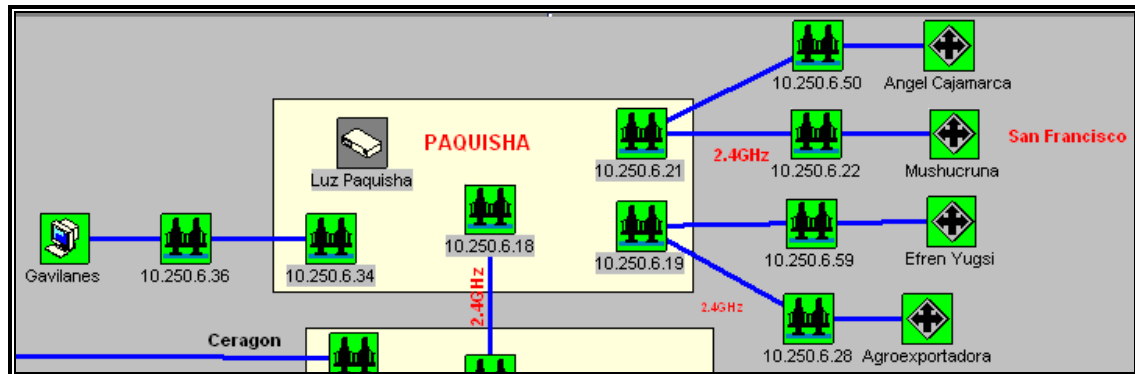 10.250.6.50
Angel Cajamarca
PAQUISHA
Luz Paquisha
10.250.6.21
2.4GHz
10.250.6.22
Mushucruna
San Francisco
10.250.6.18
10.250.6.19
10.250.6.59
Efren Yugsi
Gavilanes
10.250.6.36
10.250.6.34
2.4GHz
2.4GHz
10.250.6.28
Agroexportadora
Ceragon